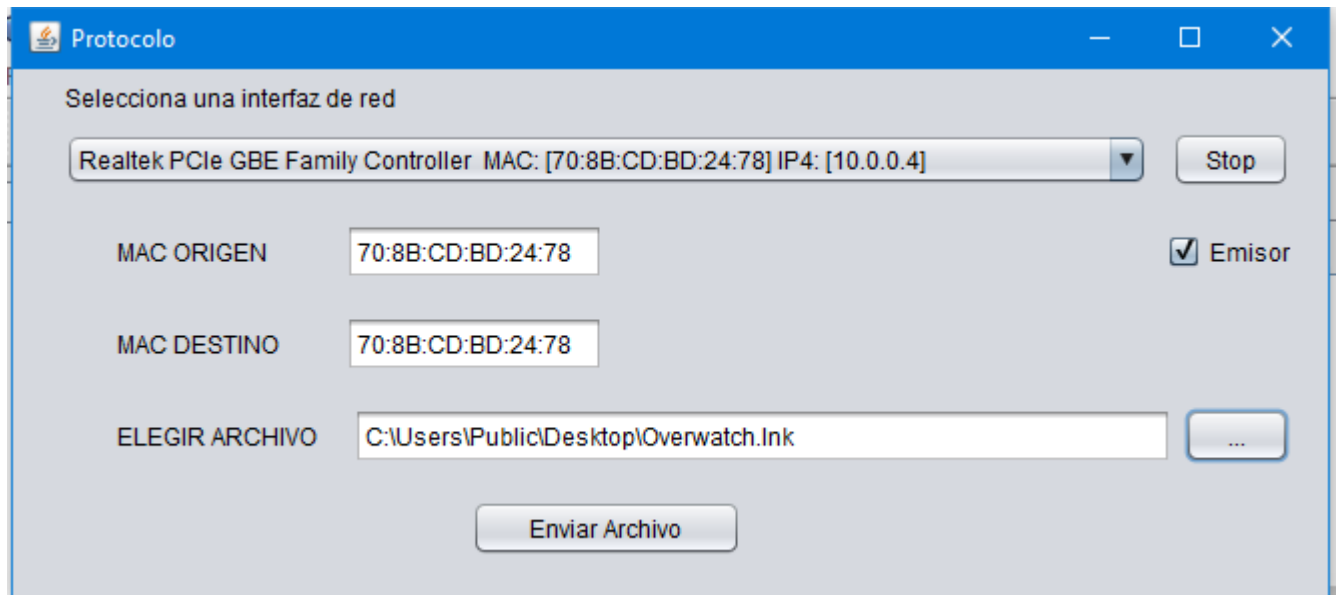 Protocolo
Selecciona una interfaz de red
Realtek PCIe GBE Family Controller MAC: [70:8B:CD:BD:24:78] IP4: [10.0.0.4]
Stop
MAC ORIGEN 70:8B:CD:BD:24:78
Emisor
MAC DESTINO 70:8B:CD:BD:24:78
ELEGIR ARCHIVO C:\Users\Public\Desktop\Overwatch.lnk
...
Enviar Archivo